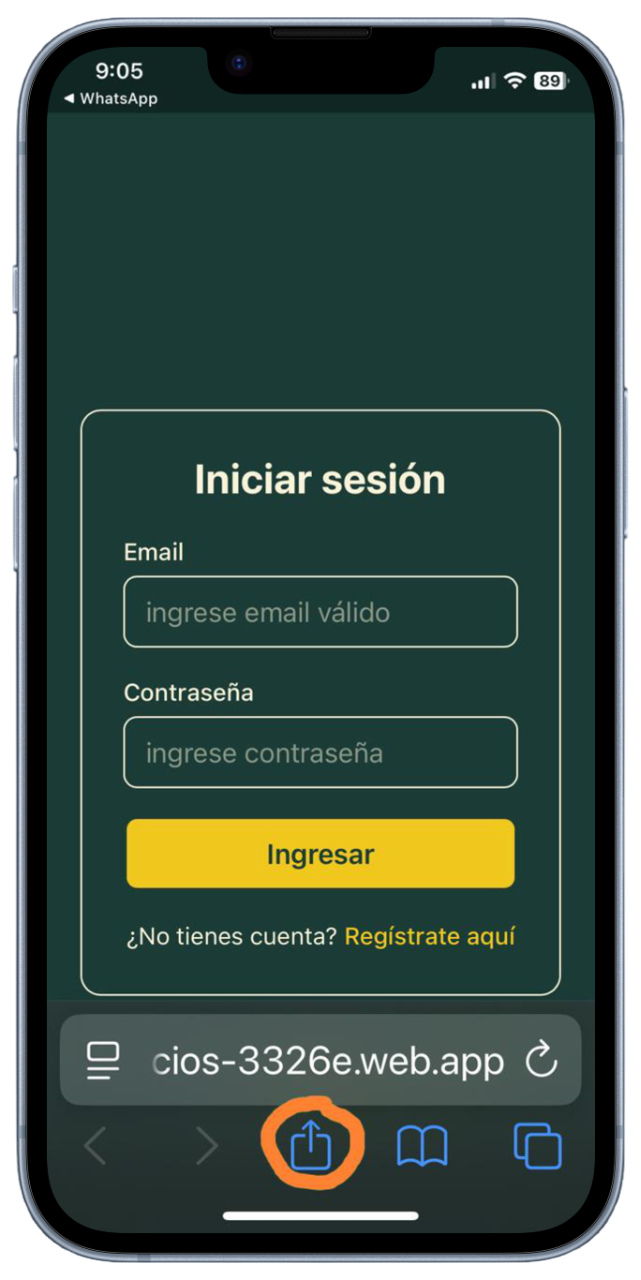 9:05
89
◀ WhatsApp
Iniciar sesión
Email
ingrese email válido
Contraseña
ingrese contraseña
Ingresar
¿No tienes cuenta? Regístrate aquí
cios-3326e.web.app